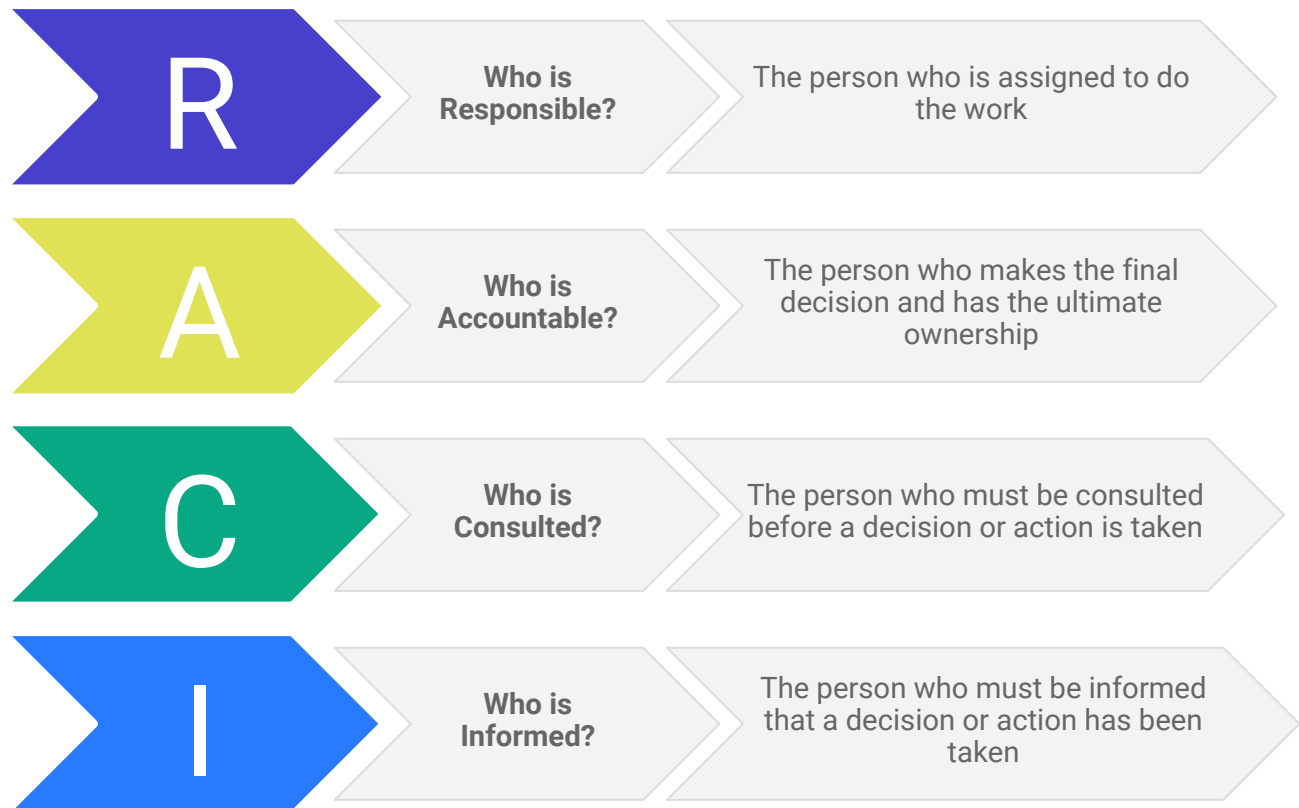 R
Who is
Responsible?
The person who is assigned to do
the work
A
Who is
Accountable?
The person who makes the final
decision and has the ultimate
ownership
C
Who is
Consulted?
The person who must be consulted
before a decision or action is taken
I
Who is
Informed?
The person who must be informed
that a decision or action has been
taken